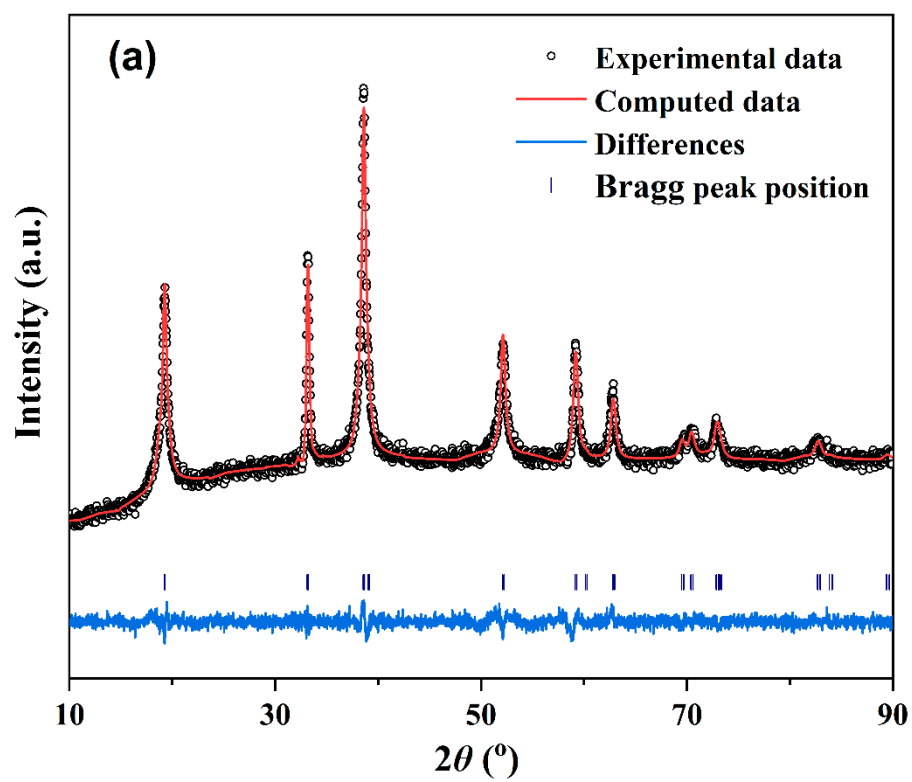 (a)
Experimental data
Computed data
Differences
Bragg peak position
Intensity (a.u.)
10 30 50 70 90
2θ (°)